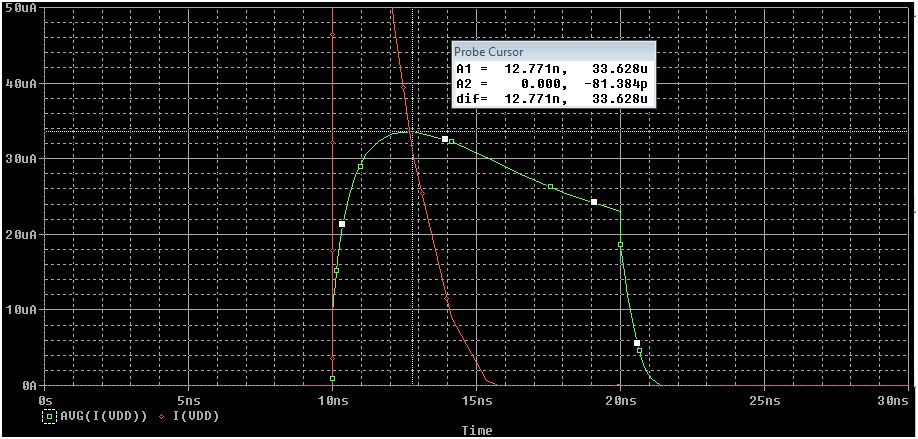 50uA
Probe Cursor
A1 = 12.771n, 33.628u
A2 = 0.000, -81.384p
dif= 12.771n, 33.628u
40uA
30uA
20uA
10uA
0A
0s 5ns 10ns 15ns 20ns 25ns 30ns
AVG(I(VDD)) I(VDD)
Time